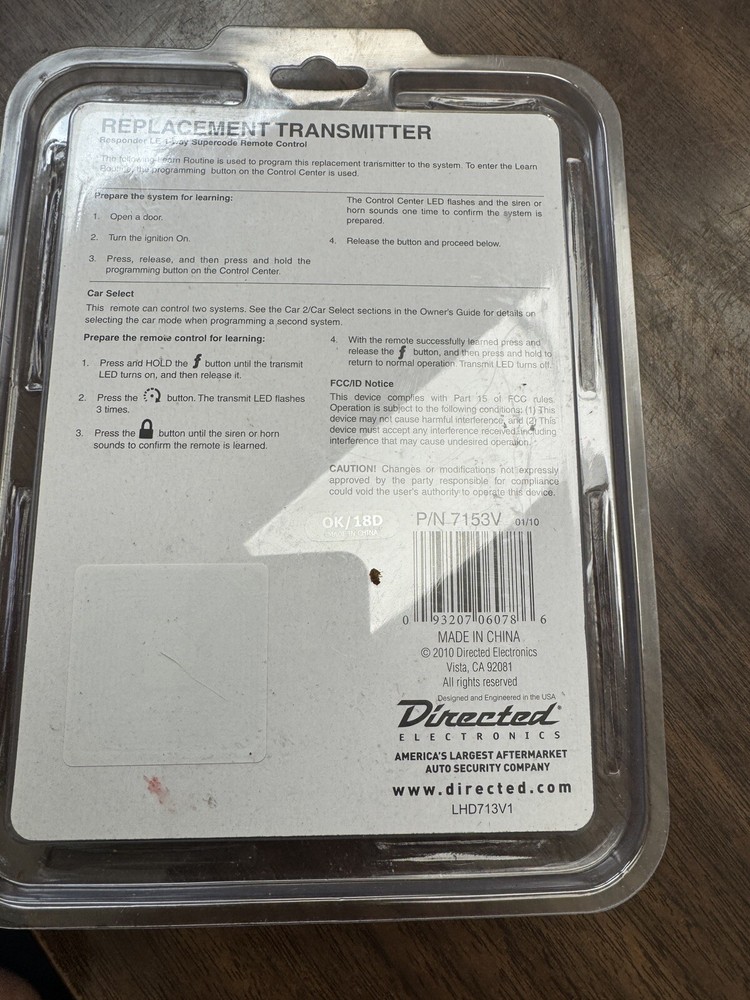 REPLACEMENT TRANSMITTER
Responder LE 1-Way Supercode Remote Control
The following Learn Routine is used to program this replacement transmitter to the system. To enter the Learn
Routine, the programming button on the Control Center is used.
Prepare the system for learning:
1. Open a door.
2. Turn the ignition On.
3. Press, release, and then press and hold the
programming button on the Control Center.
The Control Center LED flashes and the siren or
horn sounds one time to confirm the system is
prepared.
4. Release the button and proceed below.
Car Select
This remote can control two systems. See the Car 2/Car Select sections in the Owner's Guide for details on
selecting the car mode when programming a second system.
Prepare the remote control for learning:
1. Press and HOLD the f button until the transmit
LED turns on, and then release it.
2. Press the button. The transmit LED flashes
3 times.
3. Press the button until the siren or horn
sounds to confirm the remote is learned.
4. With the remote successfully learned press and
release the f button, and then press and hold to
return to normal operation. Transmit LED turns off.
FCC/ID Notice
This device complies with Part 15 of FCC rules.
Operation is subject to the following conditions: (1) This
device may not cause harmful interference, and (2) This
device must accept any interference received, including
interference that may cause undesired operation.
CAUTION! Changes or modifications not expressly
approved by the party responsible for compliance
could void the user's authority to operate this device.
OK/18D
MADE IN CHINA
P/N 7153V 01/10
0 93207 06078 6
MADE IN CHINA
© 2010 Directed Electronics
Vista, CA 92081
All rights reserved
Designed and Engineered in the USA
Directed®
ELECTRONICS
AMERICA'S LARGEST AFTERMARKET
AUTO SECURITY COMPANY
www.directed.com
LHD713V1